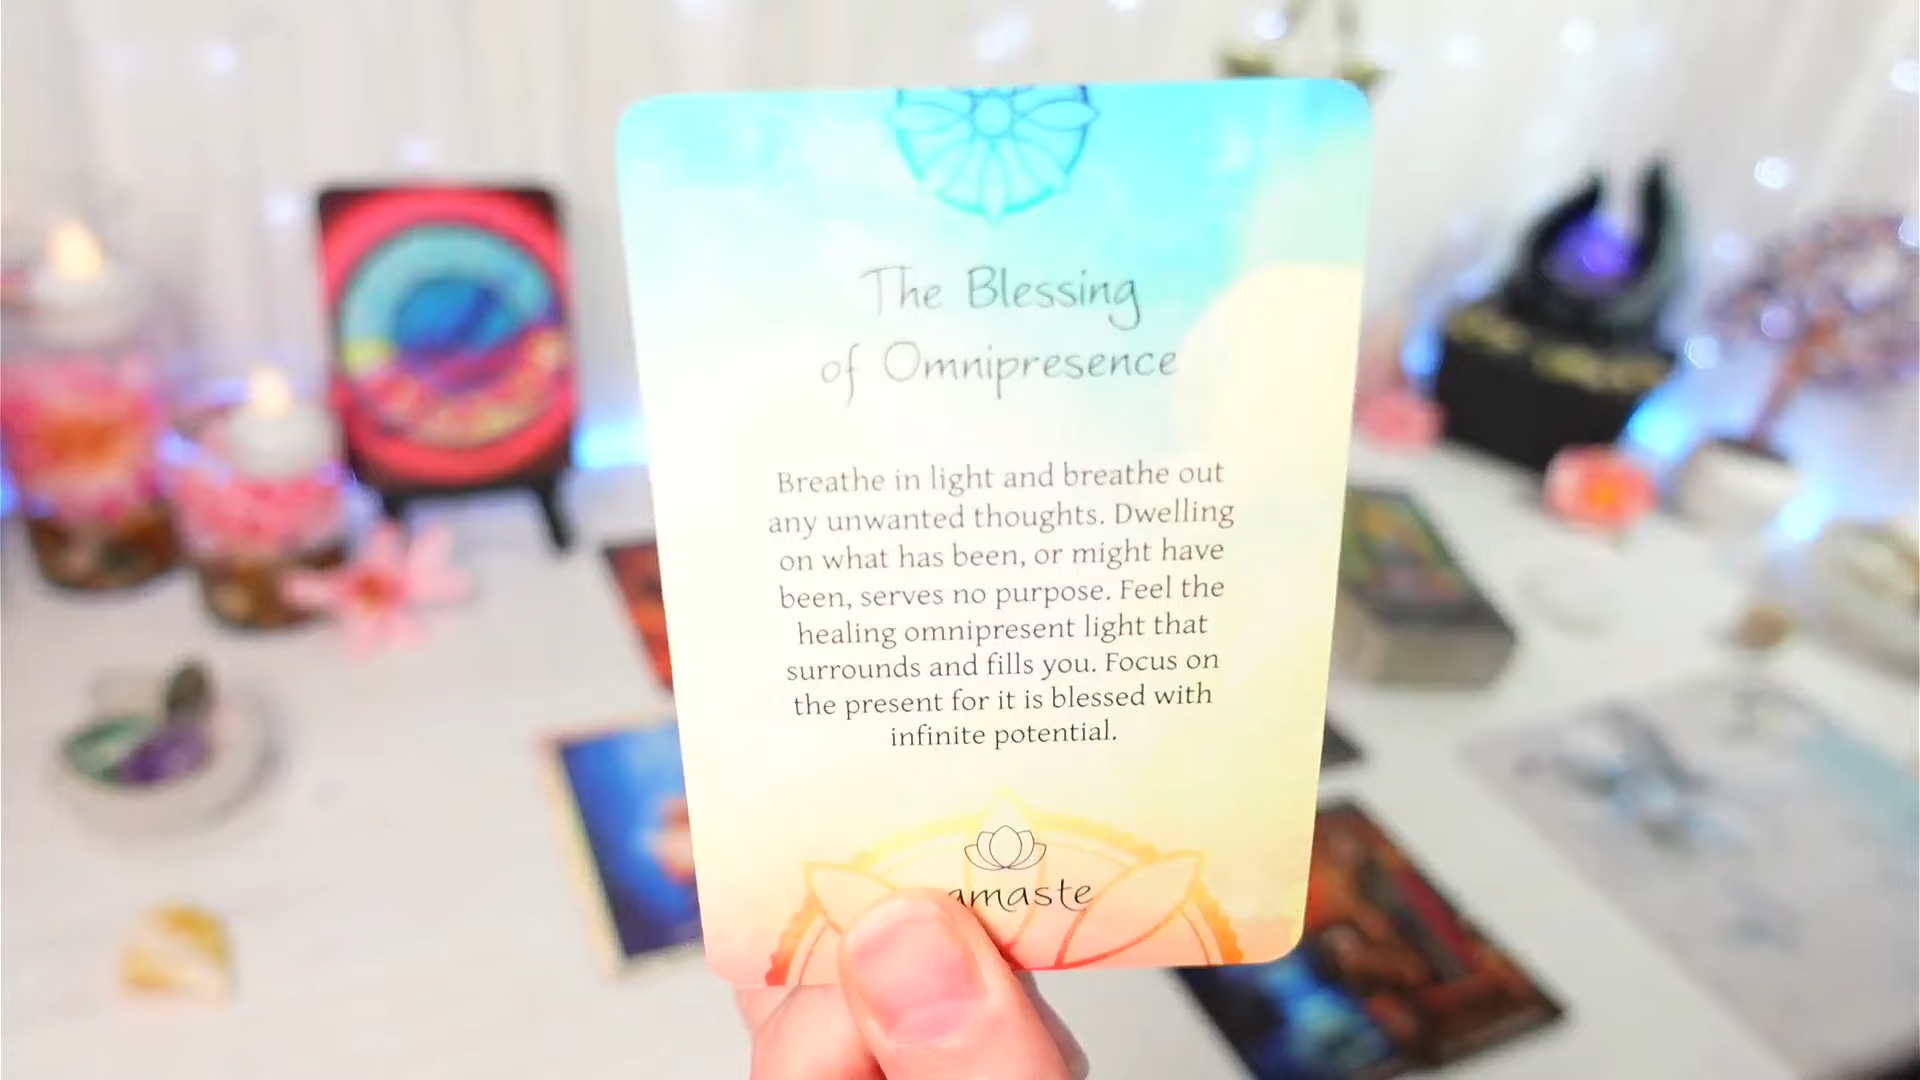 The Blessing
of Omnipresence
Breathe in light and breathe out
any unwanted thoughts. Dwelling
on what has been, or might have
been, serves no purpose. Feel the
healing omnipresent light that
surrounds and fills you. Focus on
the present for it is blessed with
infinite potential.
amaste